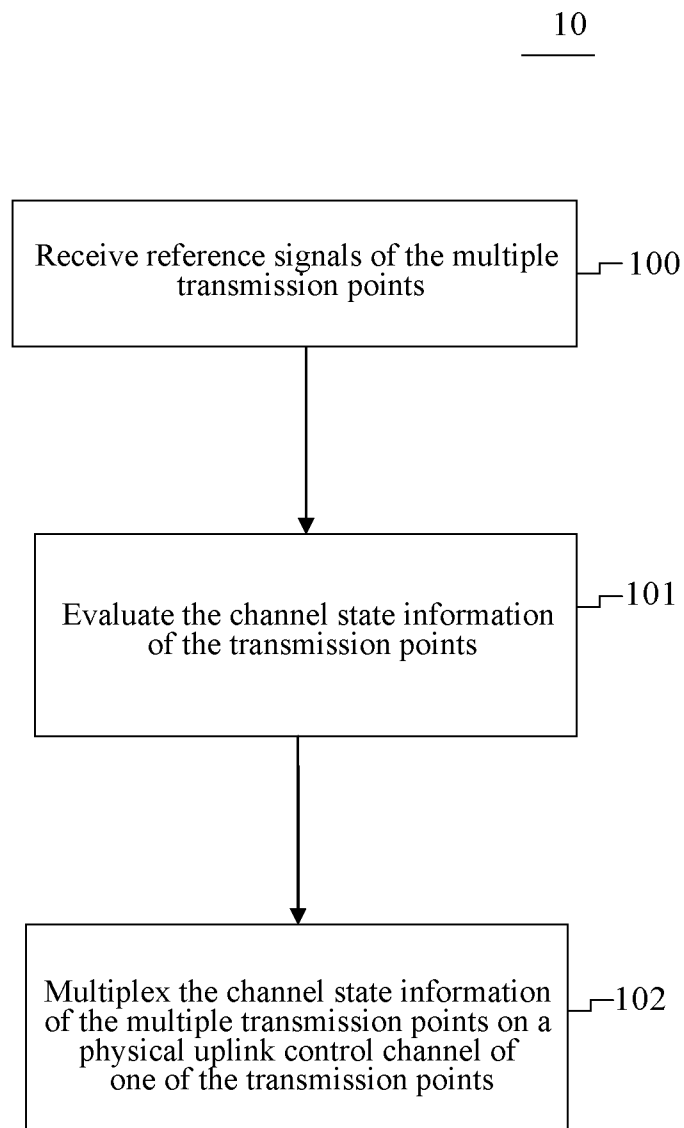 10
Receive reference signals of the multiple
transmission points
100
Evaluate the channel state information
of the transmission points
101
Multiplex the channel state information
of the multiple transmission points on a
physical uplink control channel of
one of the transmission points
102